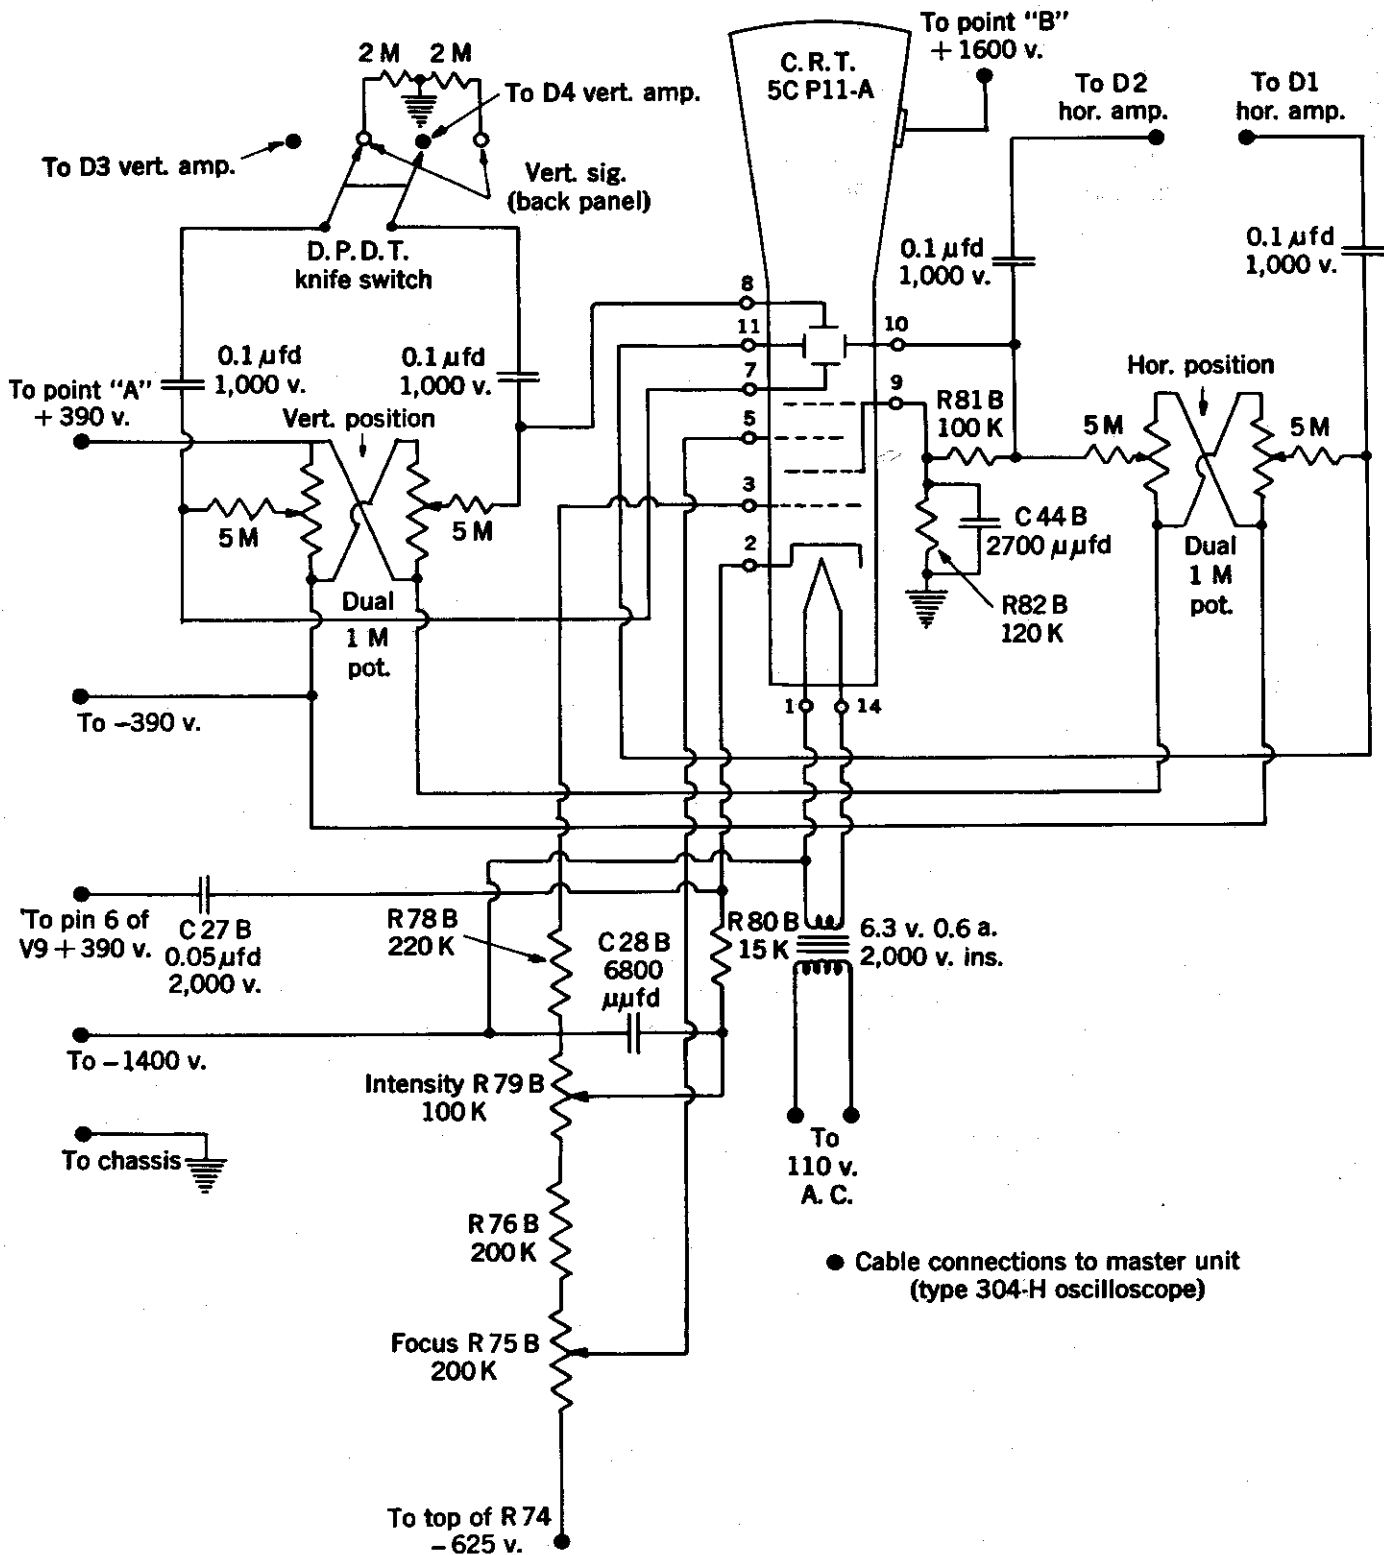 2 M 2 M
To D4 vert. amp.
To D3 vert. amp.
Vert. sig.
(back panel)
D.P.D.T.
knife switch
C.R.T.
5C P11-A
To point "B"
+ 1600 v.
To D2
hor. amp.
To D1
hor. amp.
0.1 μfd
1,000 v.
0.1 μfd
1,000 v.
0.1 μfd
1,000 v.
0.1 μfd
1,000 v.
To point "A"
+ 390 v.
Vert. position
5 M
5 M
Dual
1 M
pot.
To –390 v.
8
11
7
5
3
2
10
9
1
14
R81 B
100 K
C 44 B
2700 μμfd
R82 B
120 K
Hor. position
5 M
5 M
Dual
1 M
pot.
To pin 6 of
V9 + 390 v.
C 27 B
0.05 μfd
2,000 v.
R 78 B
220 K
C 28 B
6800
μμfd
R 80 B
15 K
6.3 v. 0.6 a.
2,000 v. ins.
To –1400 v.
Intensity R 79 B
100 K
To chassis
To
110 v.
A. C.
R 76 B
200 K
Focus R 75 B
200 K
To top of R 74
–625 v.
Cable connections to master unit
(type 304-H oscilloscope)